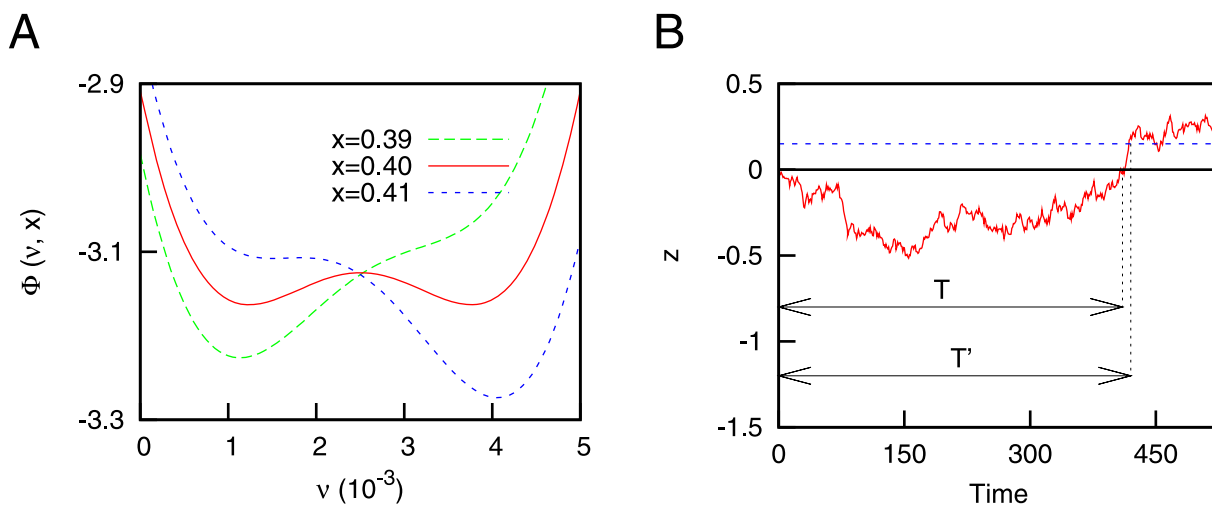 A
-2.9
-3.1
-3.3
Φ (ν, x)
x=0.39
x=0.40
x=0.41
0 1 2 3 4 5
ν (10⁻³)
B
0.5
0
-0.5
-1
-1.5
z
T
T'
0 150 300 450
Time